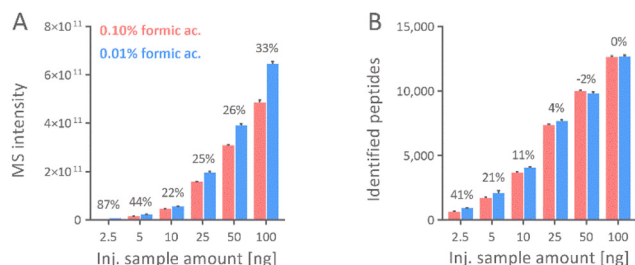 A
0.10% formic ac.
0.01% formic ac.
MS intensity
8×10¹¹
6×10¹¹
4×10¹¹
2×10¹¹
0
87%
44%
22%
25%
26%
33%
2.5 5 10 25 50 100
Inj. sample amount [ng]
B
Identified peptides
15,000
10,000
5,000
0
41%
21%
11%
4%
-2%
0%
2.5 5 10 25 50 100
Inj. sample amount [ng]